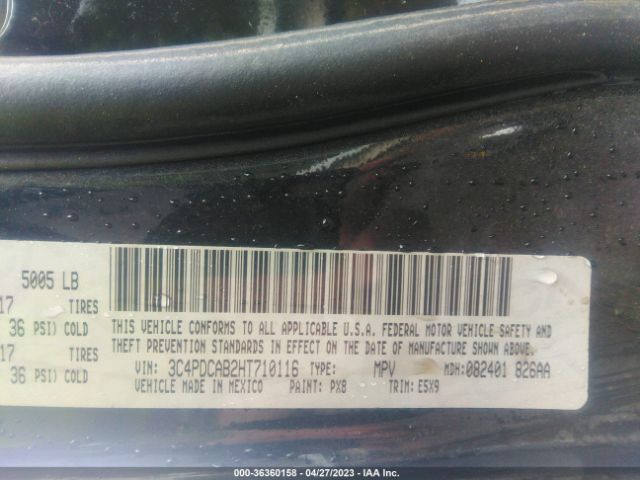 5005 LB
17 TIRES
36 PSI) COLD
17 TIRES
36 PSI) COLD
THIS VEHICLE CONFORMS TO ALL APPLICABLE U.S.A. FEDERAL MOTOR VEHICLE SAFETY AND
THEFT PREVENTION STANDARDS IN EFFECT ON THE DATE OF MANUFACTURE SHOWN ABOVE.
VIN: 3C4PDCAB2HT710116 TYPE: MPV MDH:082401 826AA
VEHICLE MADE IN MEXICO PAINT: PX8 TRIM: E5X9
000-36360158 - 04/27/2023 - IAA Inc.